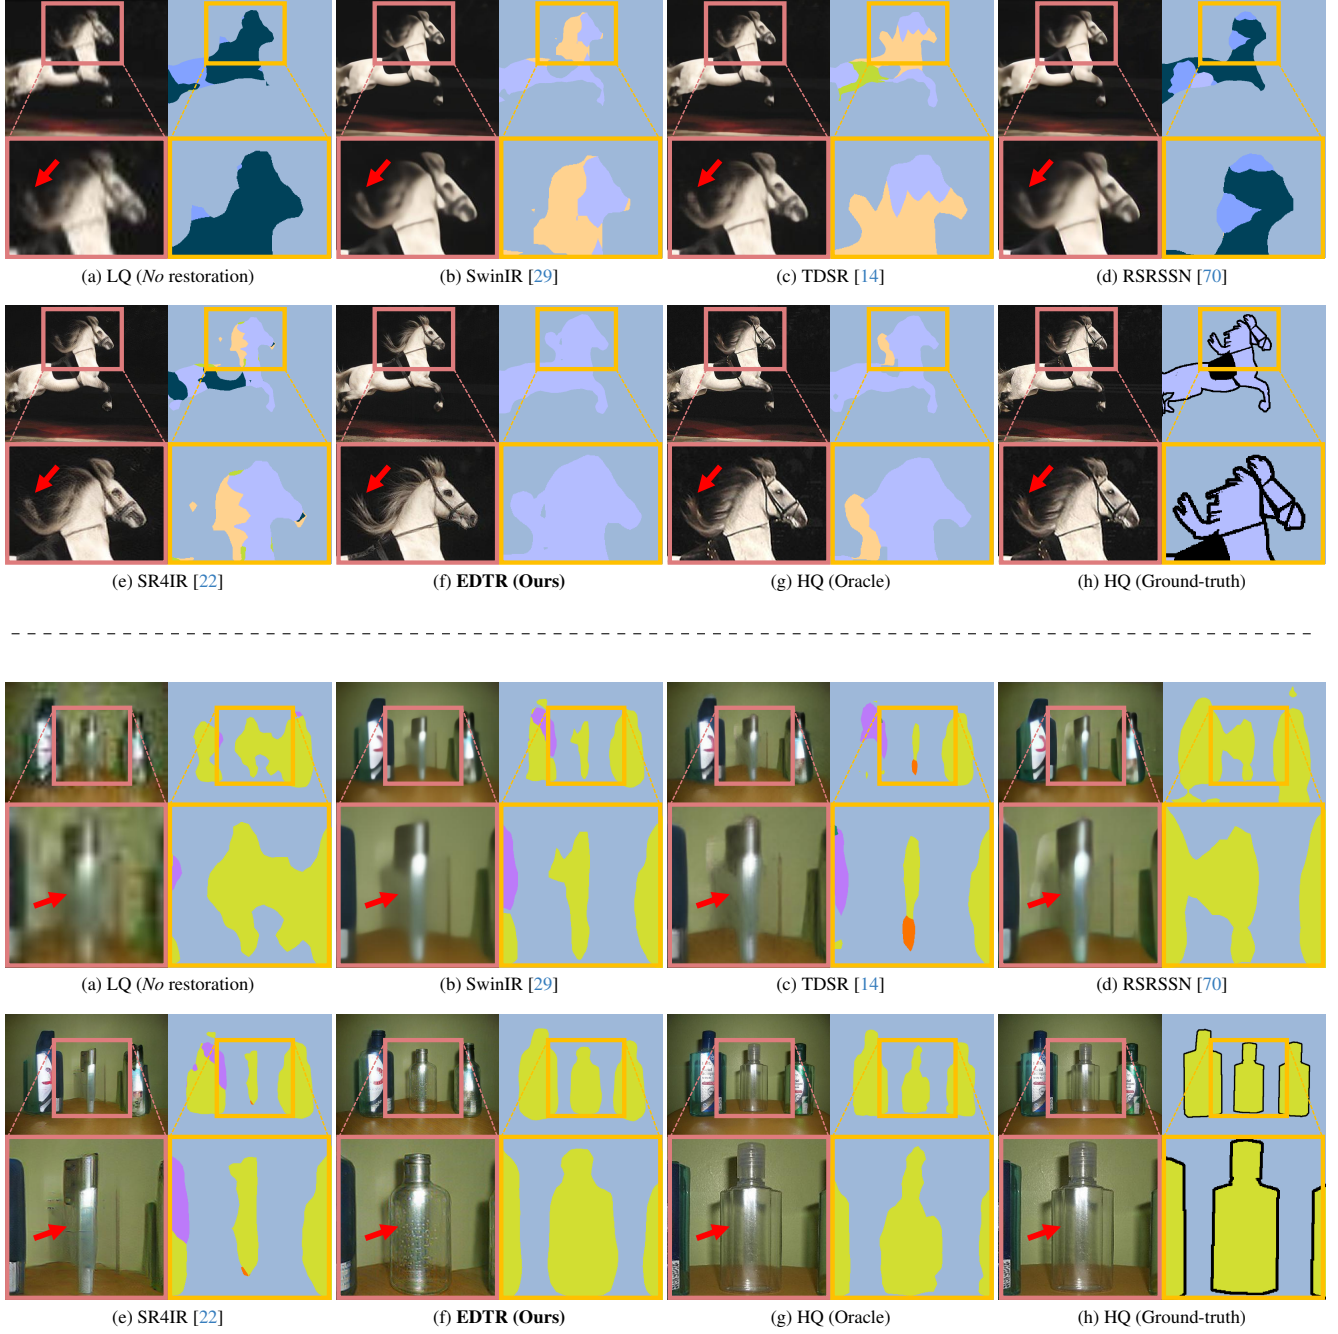 (a) LQ (No restoration)
(b) SwinIR [29]
(c) TDSR [14]
(d) RSRSSN [70]
(e) SR4IR [22]
(f) EDTR (Ours)
(g) HQ (Oracle)
(h) HQ (Ground-truth)
(a) LQ (No restoration)
(b) SwinIR [29]
(c) TDSR [14]
(d) RSRSSN [70]
(e) SR4IR [22]
(f) EDTR (Ours)
(g) HQ (Oracle)
(h) HQ (Ground-truth)